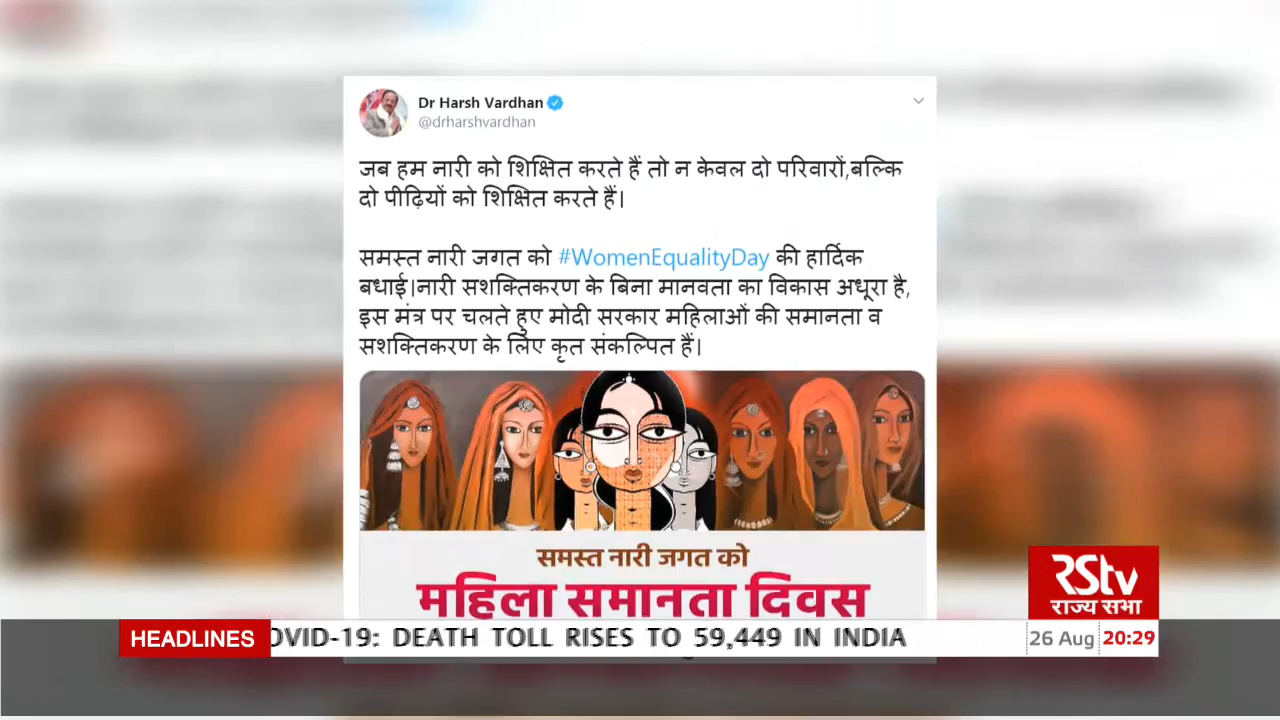 Dr Harsh Vardhan
@drharshvardhan
जब हम नारी को शिक्षित करते हैं तो न केवल दो परिवारों,बल्कि
दो पीढ़ियों को शिक्षित करते हैं।
समस्त नारी जगत को #WomenEqualityDay की हार्दिक
बधाई।नारी सशक्तिकरण के बिना मानवता का विकास अधूरा है,
इस मंत्र पर चलते हुए मोदी सरकार महिलाओं की समानता व
सशक्तिकरण के लिए कृत संकल्पित हैं।
समस्त नारी जगत को
महिला समानता दिवस
RSTV
राज्य सभा
HEADLINES
OVID-19: DEATH TOLL RISES TO 59,449 IN INDIA
26 Aug 20:29